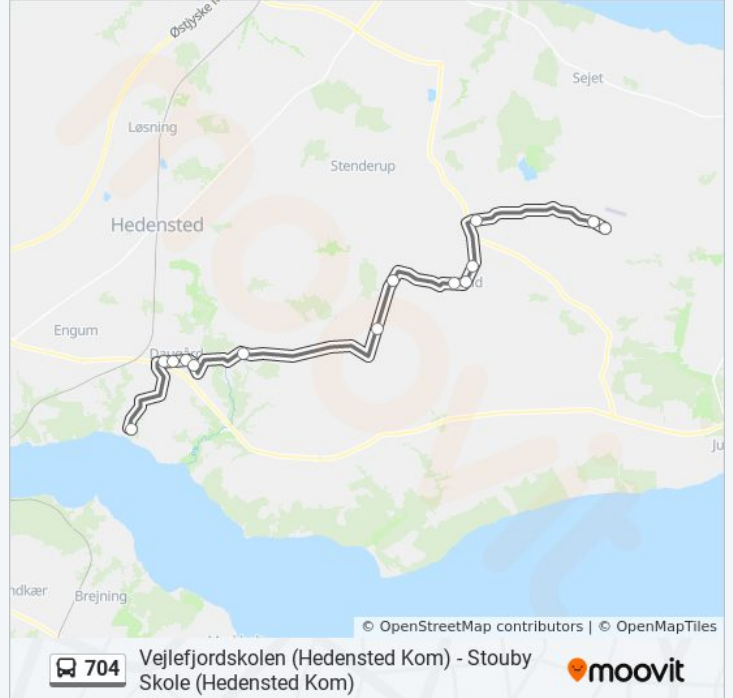 Sejet
Løsning
Stenderup
Hedensted
Engum
Brejning
© OpenStreetMap contributors | © OpenMapTiles
704
Vejlefjordskolen (Hedensted Kom) - Stouby
Skole (Hedensted Kom)
moovit